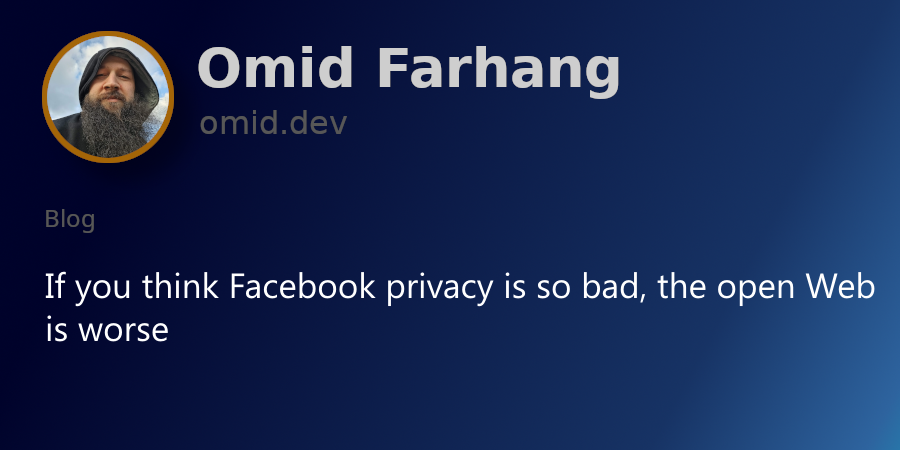 Omid Farhang
omid.dev
Blog
If you think Facebook privacy is so bad, the open Web
is worse